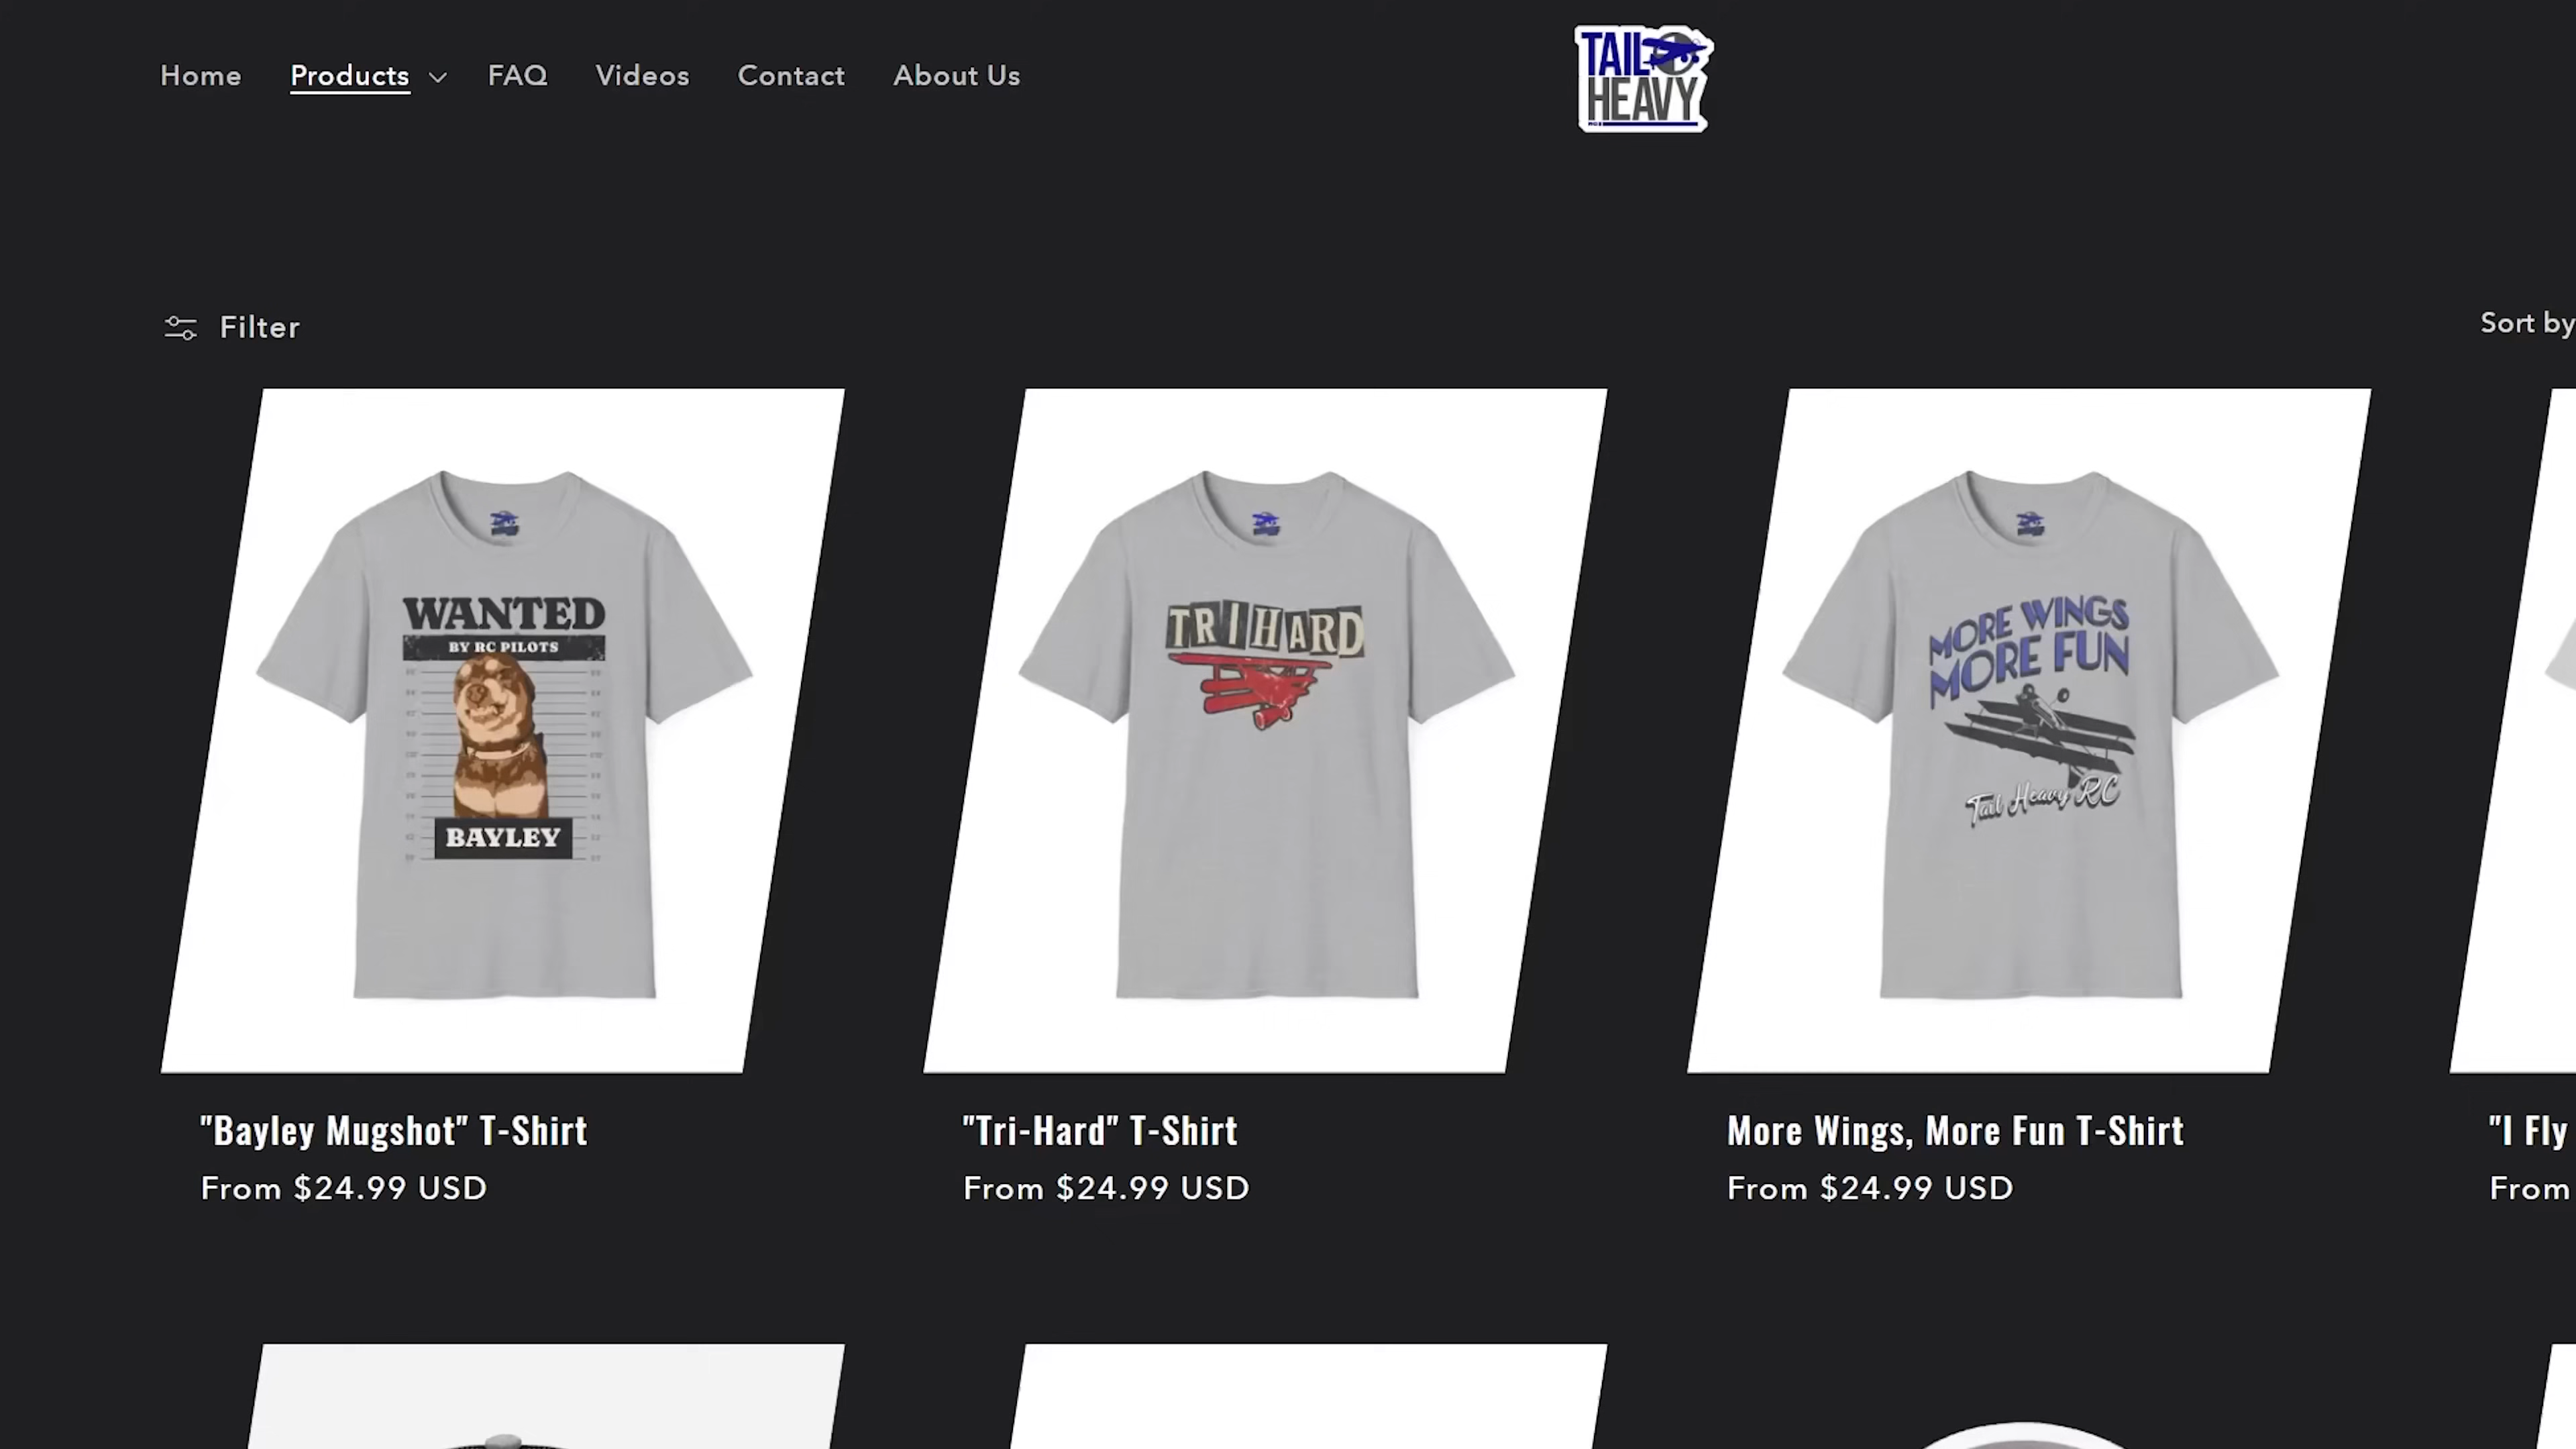 Home Products FAQ Videos Contact About Us
TAIL
HEAVY
Filter
Sort by
WANTED
BY RC PILOTS
BAYLEY
TRIHARD
MORE WINGS
MORE FUN
Tail Heavy RC
"Bayley Mugshot" T-Shirt
From $24.99 USD
"Tri-Hard" T-Shirt
From $24.99 USD
More Wings, More Fun T-Shirt
From $24.99 USD
"I Fly
From